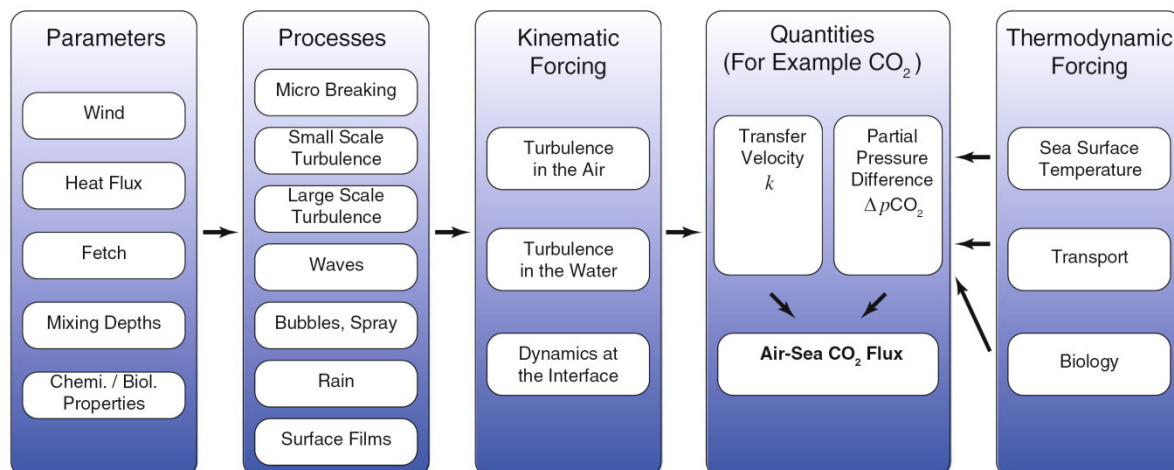 Parameters
Wind
Heat Flux
Fetch
Mixing Depths
Chemi. / Biol.
Properties
Processes
Micro Breaking
Small Scale
Turbulence
Large Scale
Turbulence
Waves
Bubbles, Spray
Rain
Surface Films
Kinematic
Forcing
Turbulence
in the Air
Turbulence
in the Water
Dynamics at
the Interface
Quantities
(For Example CO₂)
Transfer
Velocity
k
Partial
Pressure
Difference
ΔpCO₂
Air-Sea CO₂ Flux
Thermodynamic
Forcing
Sea Surface
Temperature
Transport
Biology